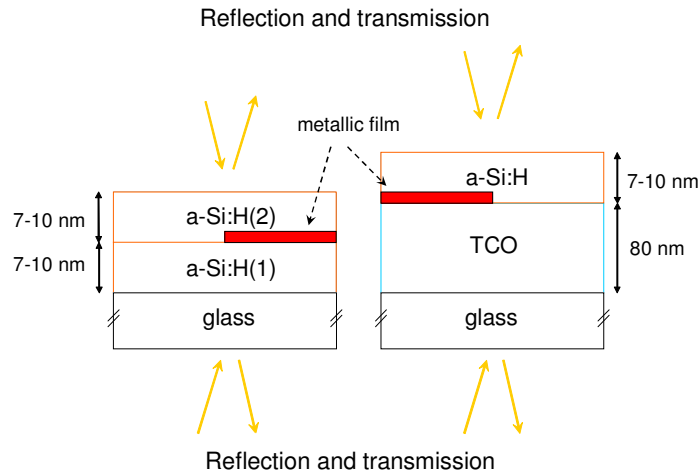 Reflection and transmission
metallic film
a-Si:H
7-10 nm
7-10 nm
a-Si:H(2)
TCO
80 nm
7-10 nm
a-Si:H(1)
glass
glass
Reflection and transmission